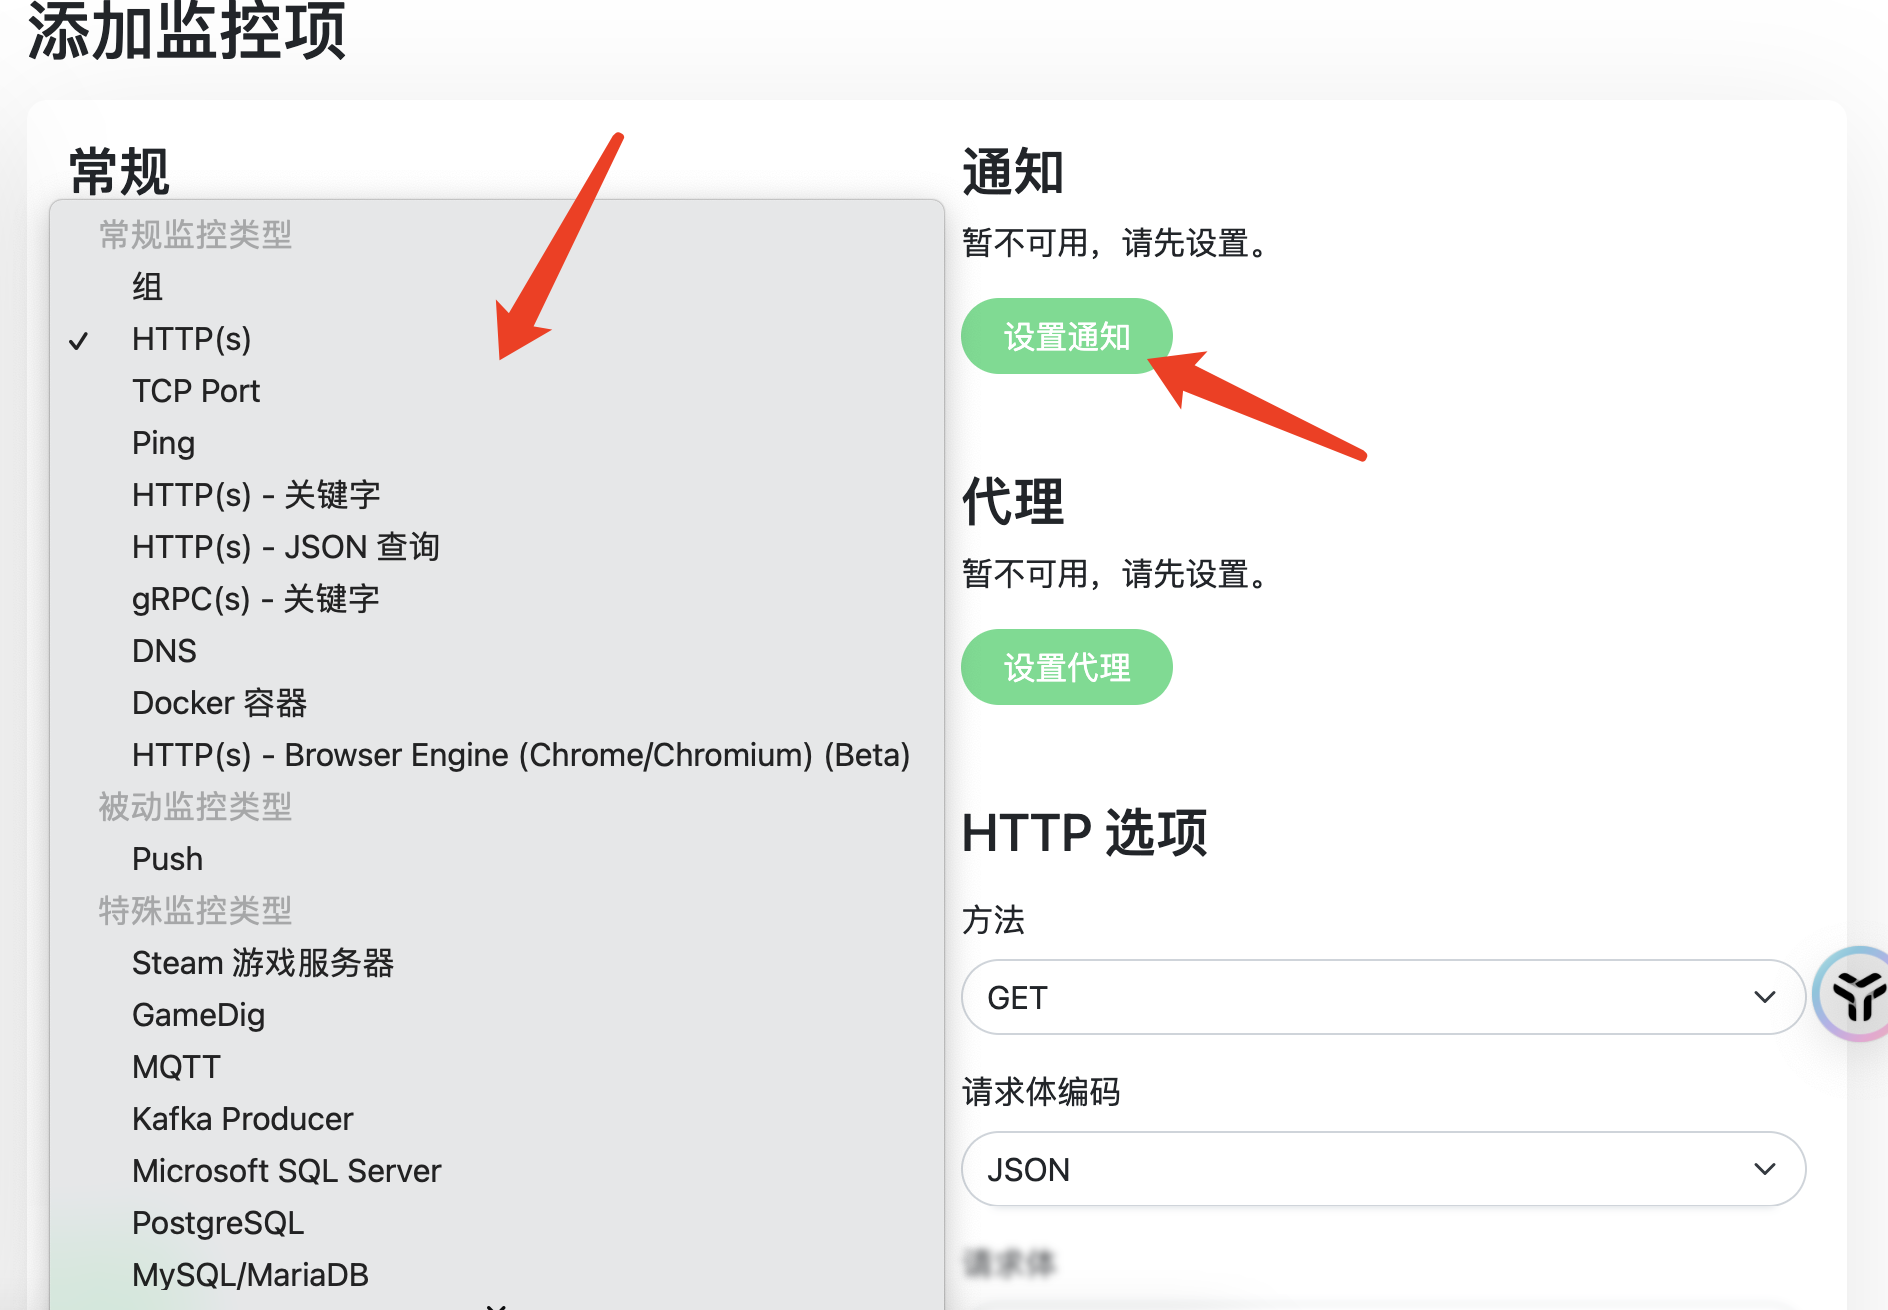 添加监控项
常规
常规监控类型
组
HTTP(s)
TCP Port
Ping
HTTP(s) - 关键字
HTTP(s) - JSON 查询
gRPC(s) - 关键字
DNS
Docker 容器
HTTP(s) - Browser Engine (Chrome/Chromium) (Beta)
被动监控类型
Push
特殊监控类型
Steam 游戏服务器
GameDig
MQTT
Kafka Producer
Microsoft SQL Server
PostgreSQL
MySQL/MariaDB
通知
暂不可用，请先设置。
设置通知
代理
暂不可用，请先设置。
设置代理
HTTP 选项
方法
GET
请求体编码
JSON
请求体